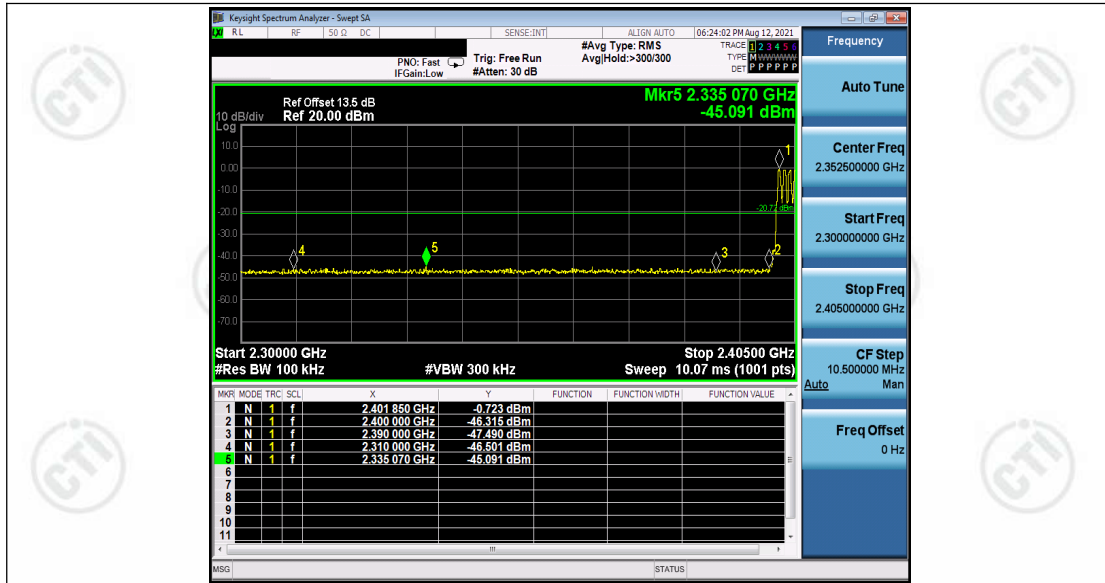 Keysight Spectrum Analyzer - Swept SA
RL RF 50 Ω DC SENSE:INT ALIGN AUTO 06:24:02 PM Aug 12, 2021
PNO: Fast
IFGain:Low
Trig: Free Run
#Atten: 30 dB
#Avg Type: RMS
Avg|Hold:>300/300
TRACE 1 2 3 4 5 6
TYPE M WWWWW
DET P P P P P P
Ref Offset 13.5 dB
10 dB/div Ref 20.00 dBm
Log
Mkr5 2.335 070 GHz
-45.091 dBm
10.0
0.00
-10.0
-20.0
-30.0
-40.0
-50.0
-60.0
-70.0
1
-20.72 dBm
4
5
3
2
Start 2.30000 GHz Stop 2.40500 GHz
#Res BW 100 kHz #VBW 300 kHz Sweep 10.07 ms (1001 pts)
MKR MODE TRC SCL X Y FUNCTION FUNCTION WIDTH FUNCTION VALUE
1 N 1 f 2.401 850 GHz -0.723 dBm
2 N 1 f 2.400 000 GHz -46.315 dBm
3 N 1 f 2.390 000 GHz -47.490 dBm
4 N 1 f 2.310 000 GHz -46.501 dBm
5 N 1 f 2.335 070 GHz -45.091 dBm
6
7
8
9
10
11
MSG STATUS
Frequency
Auto Tune
Center Freq
2.352500000 GHz
Start Freq
2.300000000 GHz
Stop Freq
2.405000000 GHz
CF Step
10.500000 MHz
Auto Man
Freq Offset
0 Hz
CTI
CTI
CTI
CTI